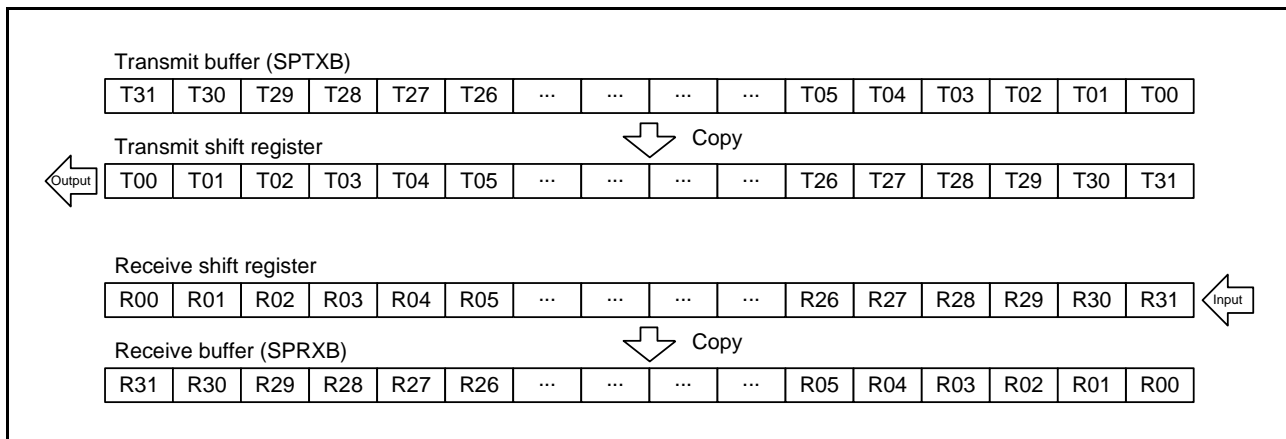 Transmit buffer (SPTXB)
T31 T30 T29 T28 T27 T26 ... ... ... ... T05 T04 T03 T02 T01 T00
Copy
Transmit shift register
Output T00 T01 T02 T03 T04 T05 ... ... ... ... T26 T27 T28 T29 T30 T31
Receive shift register
R00 R01 R02 R03 R04 R05 ... ... ... ... R26 R27 R28 R29 R30 R31 Input
Copy
Receive buffer (SPRXB)
R31 R30 R29 R28 R27 R26 ... ... ... ... R05 R04 R03 R02 R01 R00